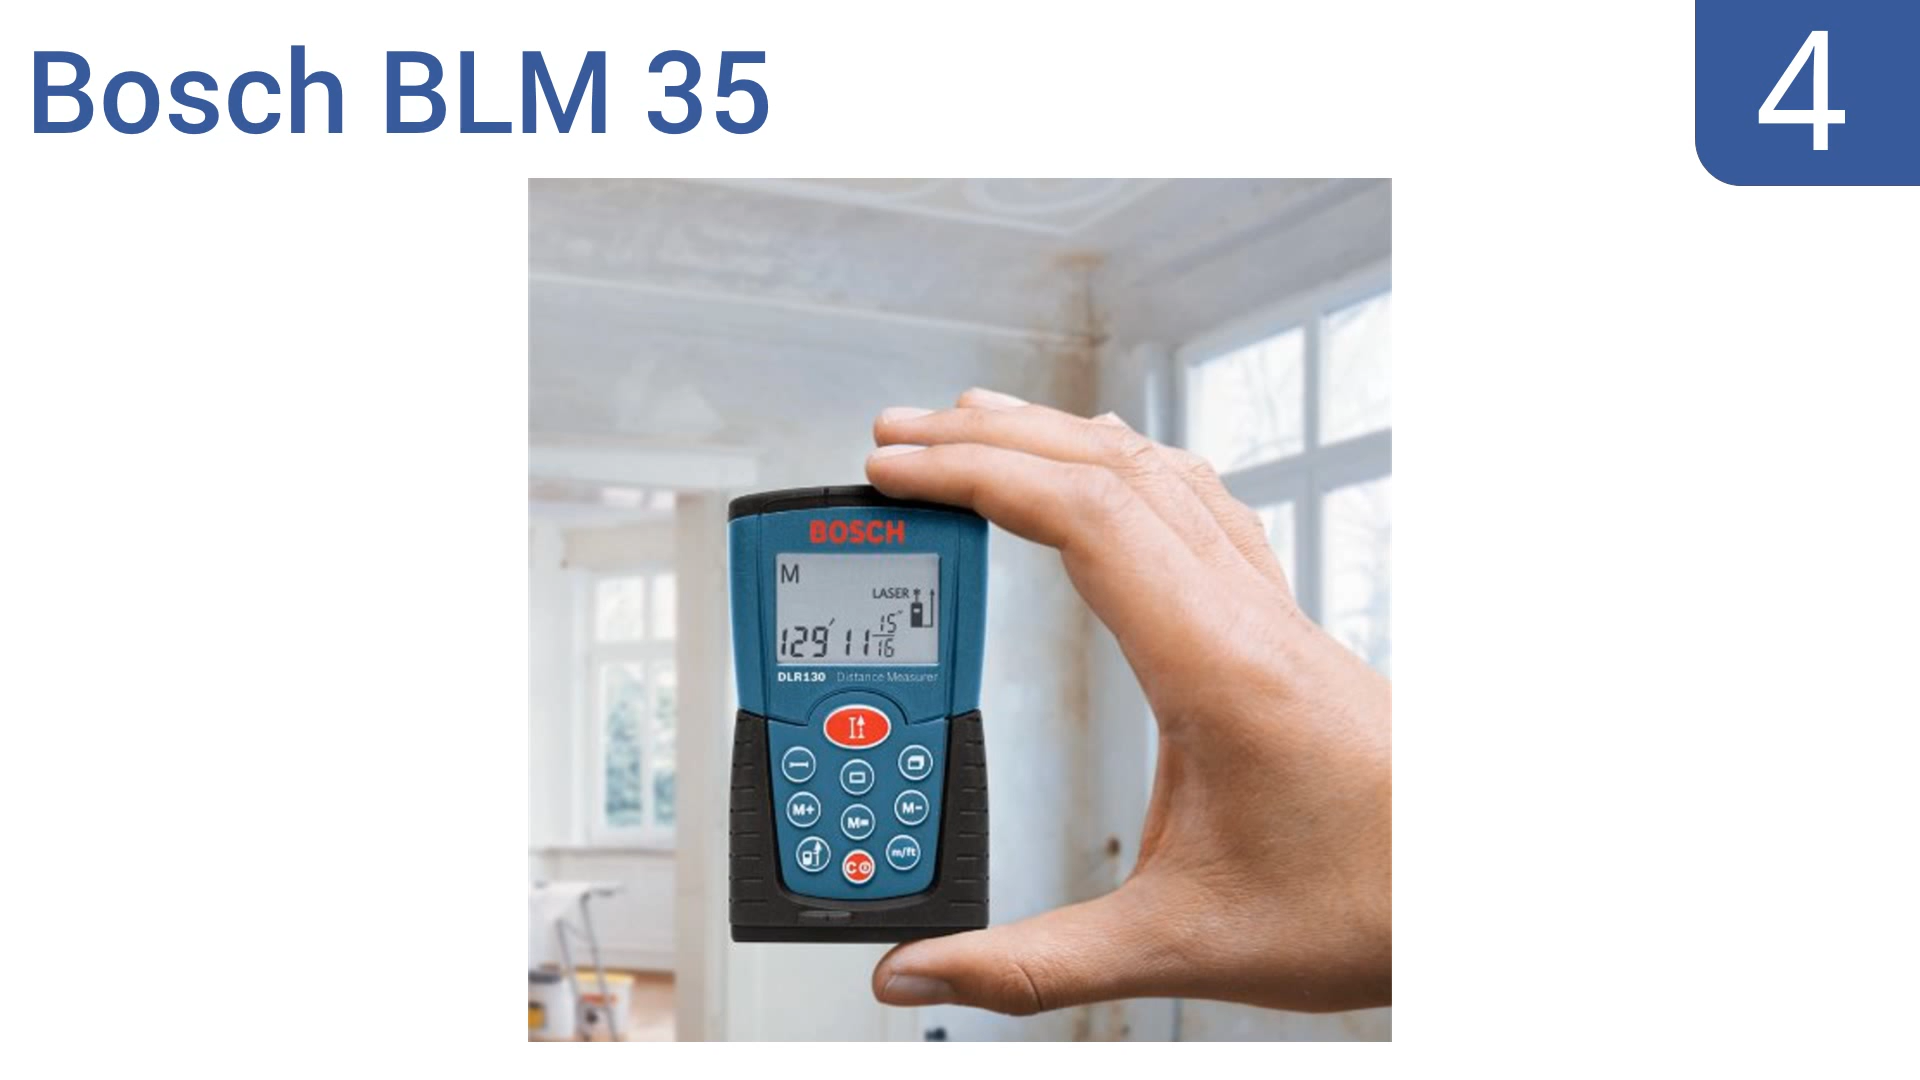 Bosch BLM 35
4
BOSCH
M
LASER
129' 11 15/16"
DLR130 Distance Measurer
M+
M=
M-
C
m/ft